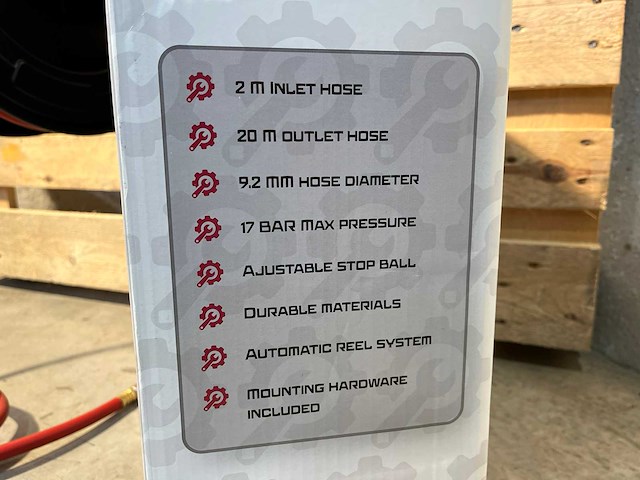 2 M INLET HOSE
20 M OUTLET HOSE
9.2 MM HOSE DIAMETER
17 BAR MAX PRESSURE
AJUSTABLE STOP BALL
DURABLE MATERIALS
AUTOMATIC REEL SYSTEM
MOUNTING HARDWARE
INCLUDED